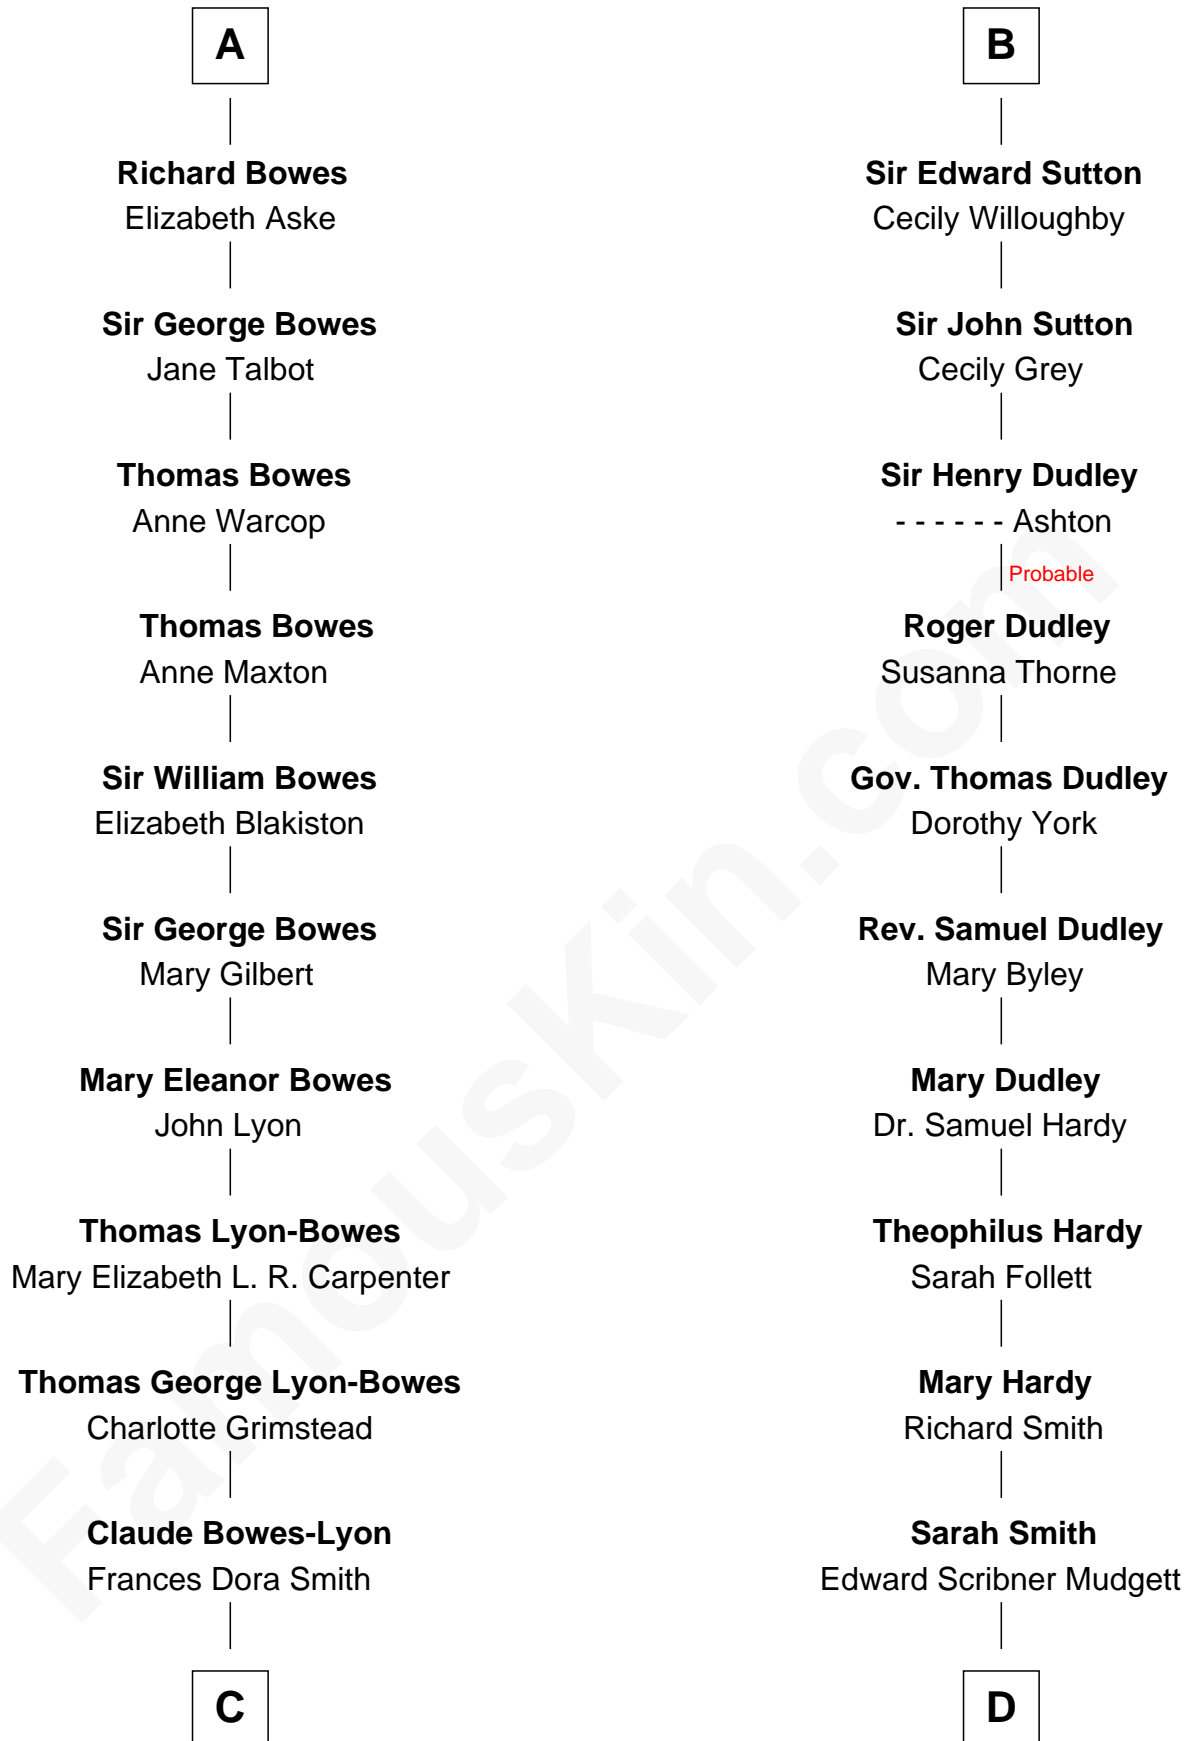 A
Richard Bowes
Elizabeth Aske
Sir George Bowes
Jane Talbot
Thomas Bowes
Anne Warcop
Thomas Bowes
Anne Maxton
Sir William Bowes
Elizabeth Blakiston
Sir George Bowes
Mary Gilbert
Mary Eleanor Bowes
John Lyon
Thomas Lyon-Bowes
Mary Elizabeth L. R. Carpenter
Thomas George Lyon-Bowes
Charlotte Grimstead
Claude Bowes-Lyon
Frances Dora Smith
C
B
Sir Edward Sutton
Cecily Willoughby
Sir John Sutton
Cecily Grey
Sir Henry Dudley
- - - - - - Ashton
Probable
Roger Dudley
Susanna Thorne
Gov. Thomas Dudley
Dorothy York
Rev. Samuel Dudley
Mary Byley
Mary Dudley
Dr. Samuel Hardy
Theophilus Hardy
Sarah Follett
Mary Hardy
Richard Smith
Sarah Smith
Edward Scribner Mudgett
D
FamousKin.com